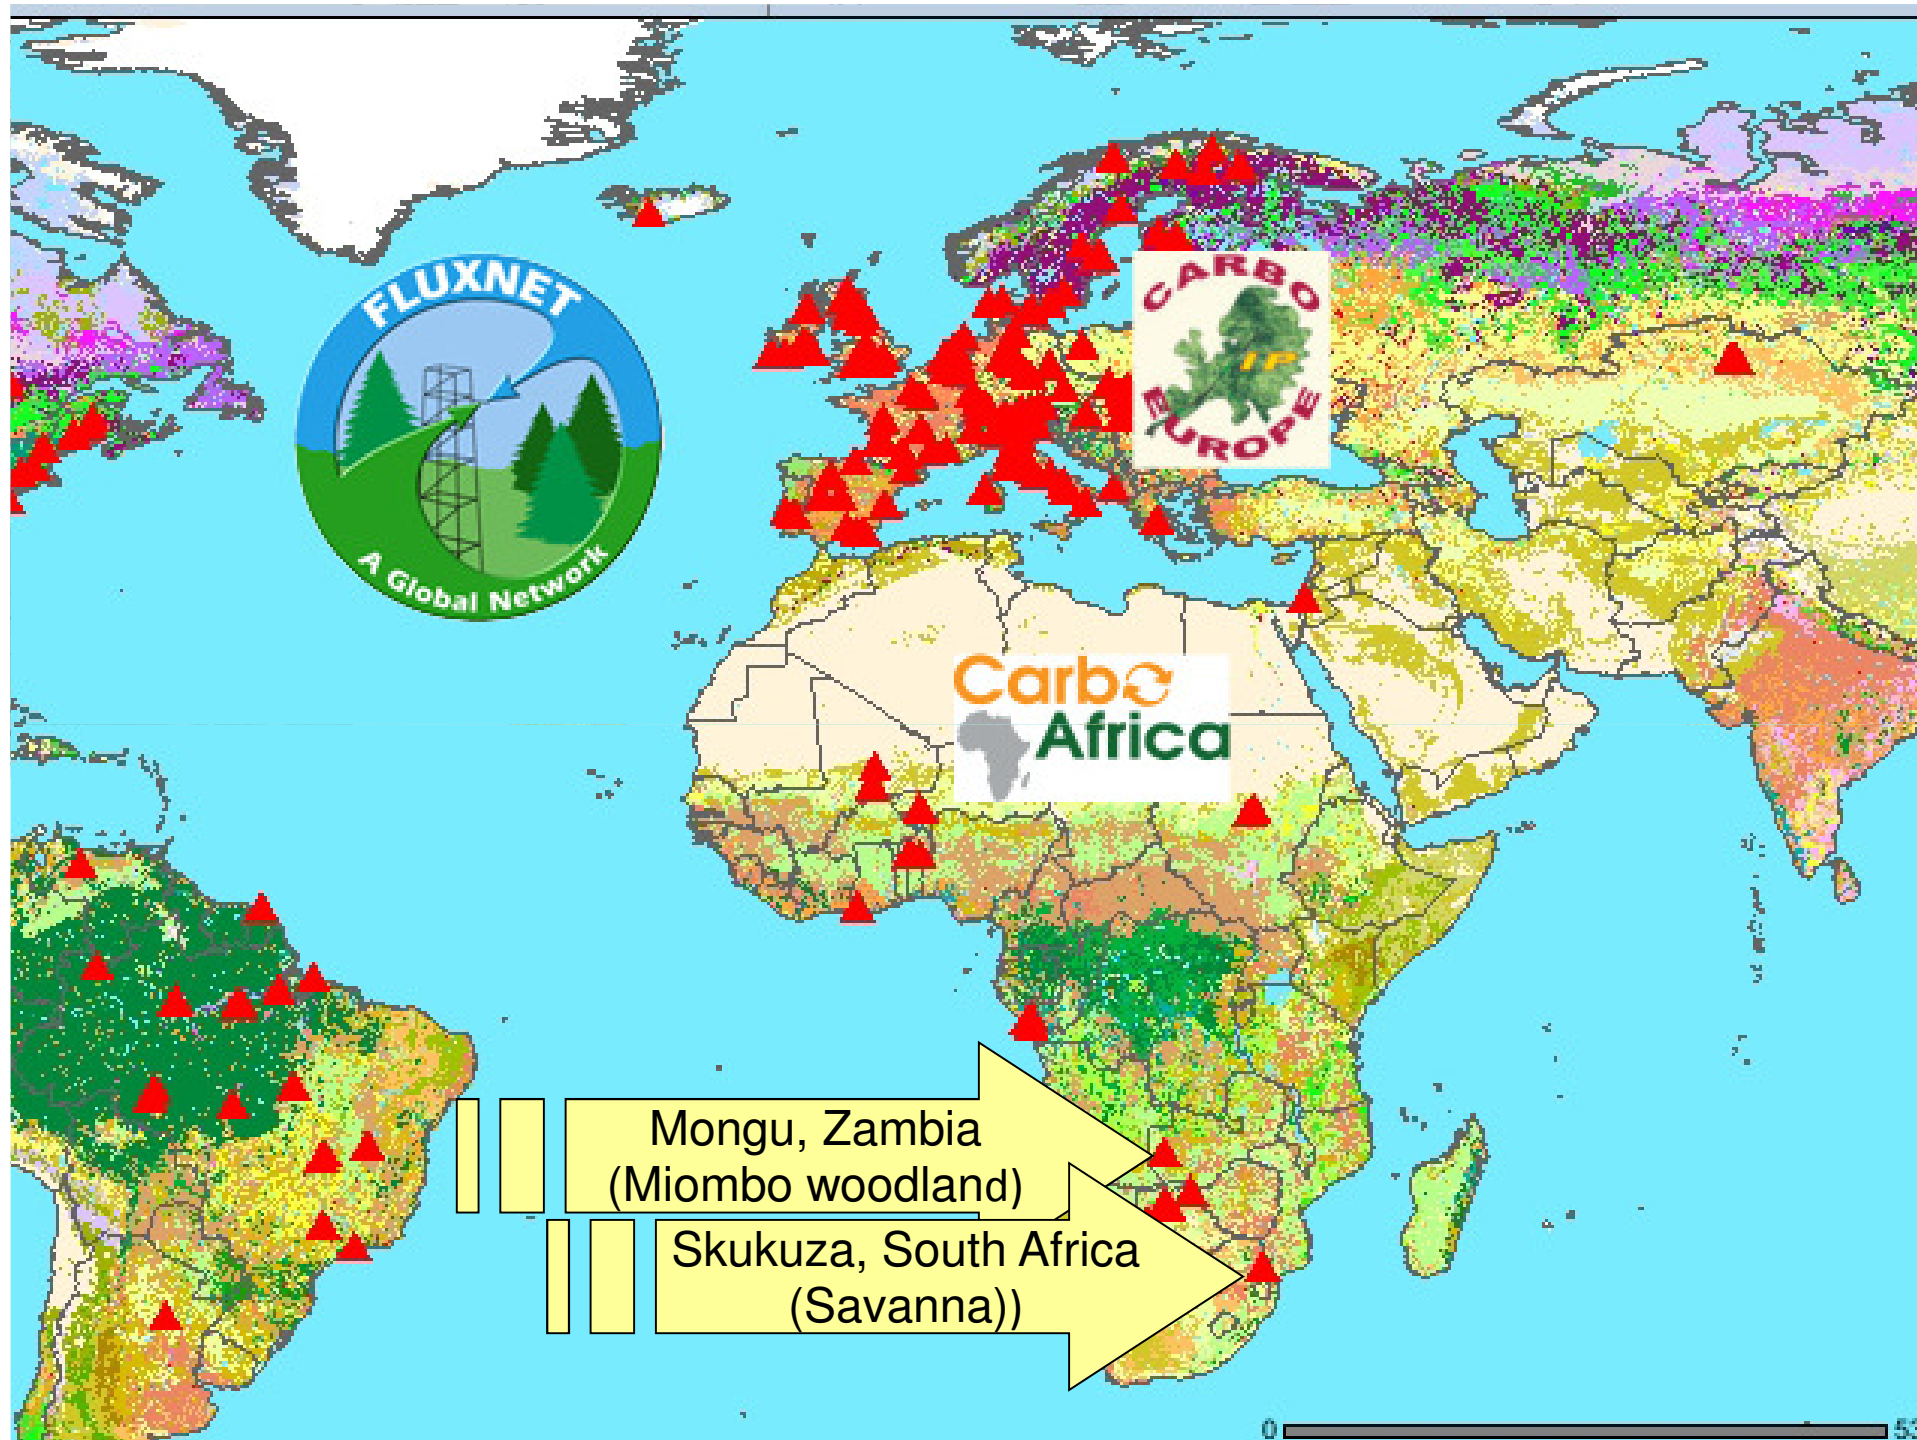 FLUXNET
A Global Network
CARBO
IP
EUROPE
Carbo
Africa
Mongu, Zambia
(Miombo woodland)
Skukuza, South Africa
(Savanna))
0